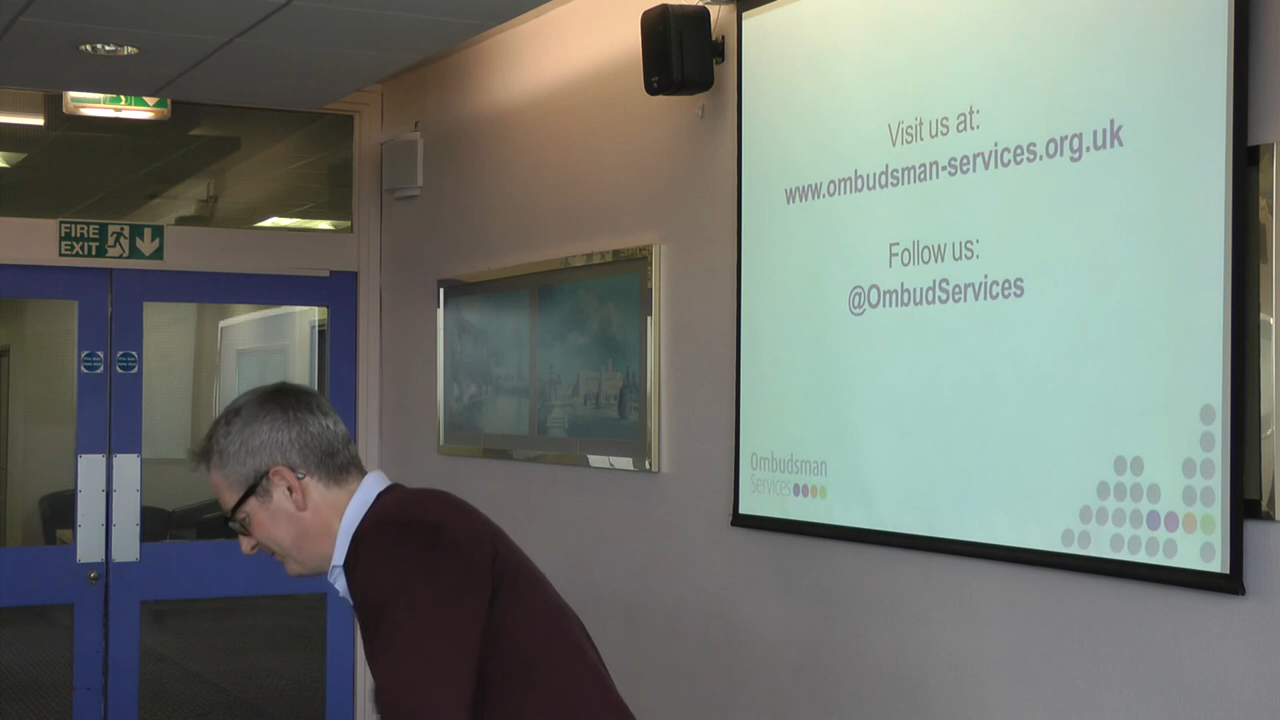 FIRE
EXIT
Visit us at:
www.ombudsman-services.org.uk
Follow us:
@OmbudServices
Ombudsman
Services